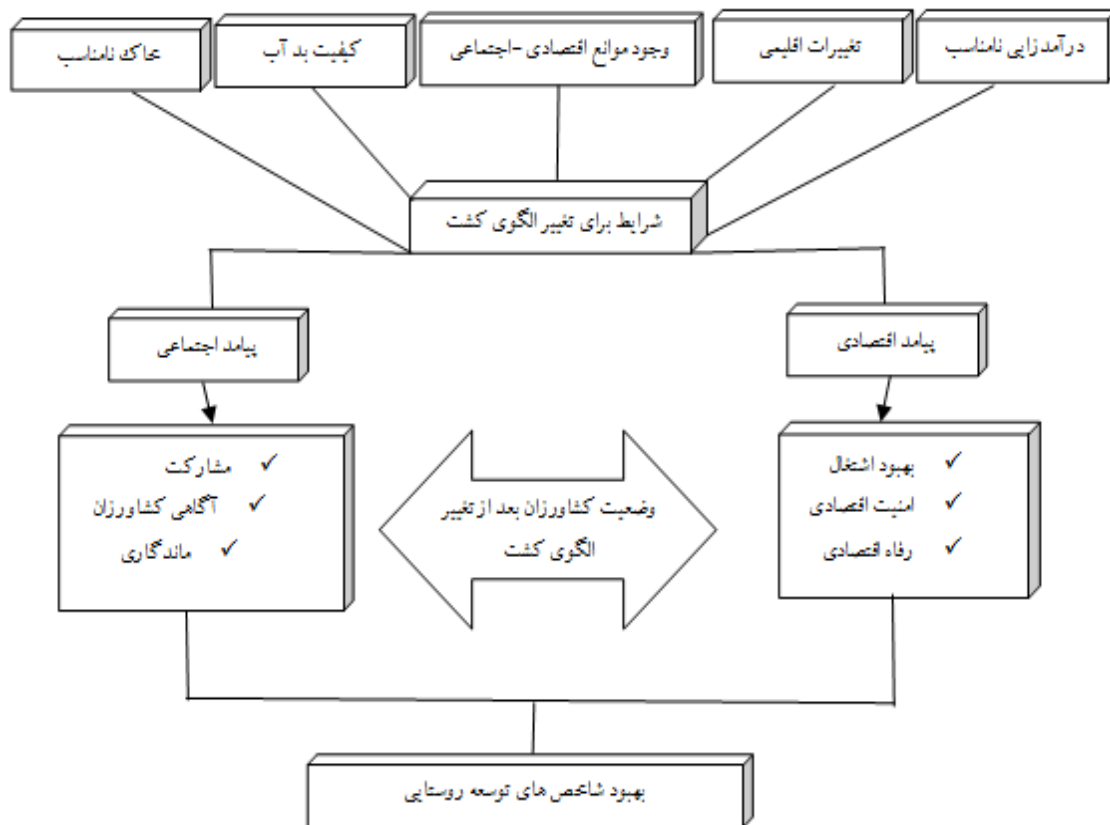 درآمدزایی نامناسب
تغییرات اقلیمی
وجود موانع اقتصادی -اجتماعی
کیفیت بد آب
خاک نامناسب
شرایط برای تغییر الگوی کشت
پیامد اقتصادی
پیامد اجتماعی
✓ بهبود اشتغال
✓ امنیت اقتصادی
✓ رفاه اقتصادی
وضعیت کشاورزان بعد از تغییر
الگوی کشت
✓ مشارکت
✓ آگاهی کشاورزان
✓ ماندگاری
بهبود شاخص های توسعه روستایی